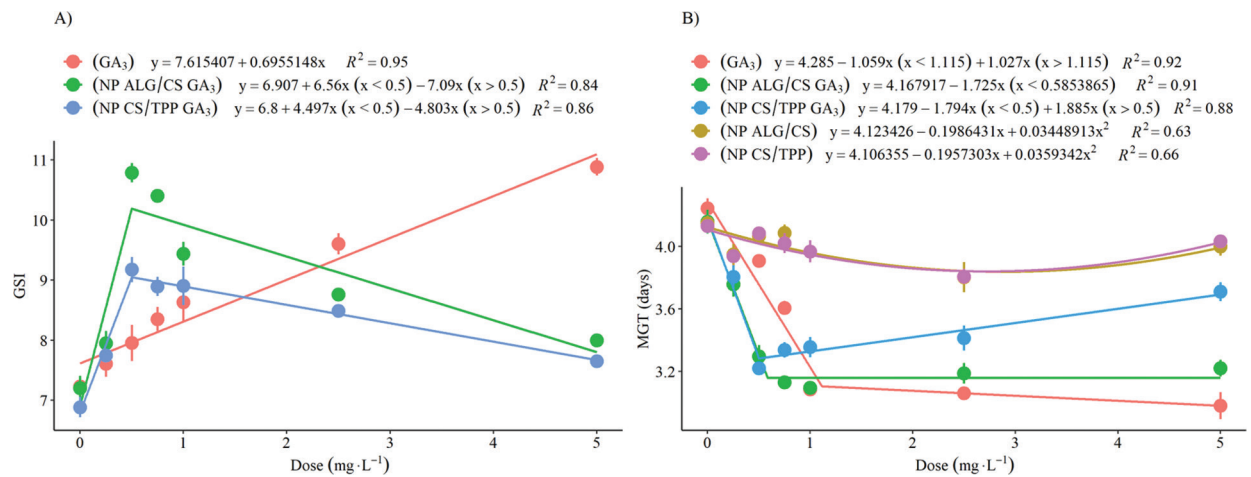 A)
(GA₃) y = 7.615407 + 0.6955148x R² = 0.95
(NP ALG/CS GA₃) y = 6.907 + 6.56x (x < 0.5) − 7.09x (x > 0.5) R² = 0.84
(NP CS/TPP GA₃) y = 6.8 + 4.497x (x < 0.5) − 4.803x (x > 0.5) R² = 0.86
11
10
9
8
7
GSI
0
1
2
3
4
5
Dose (mg·L⁻¹)
B)
(GA₃) y = 4.285 − 1.059x (x < 1.115) + 1.027x (x > 1.115) R² = 0.92
(NP ALG/CS GA₃) y = 4.167917 − 1.725x (x < 0.5853865) R² = 0.91
(NP CS/TPP GA₃) y = 4.179 − 1.794x (x < 0.5) + 1.885x (x > 0.5) R² = 0.88
(NP ALG/CS) y = 4.123426 − 0.1986431x + 0.03448913x² R² = 0.63
(NP CS/TPP) y = 4.106355 − 0.1957303x + 0.0359342x² R² = 0.66
4.0
3.6
3.2
MGT (days)
0
1
2
3
4
5
Dose (mg·L⁻¹)